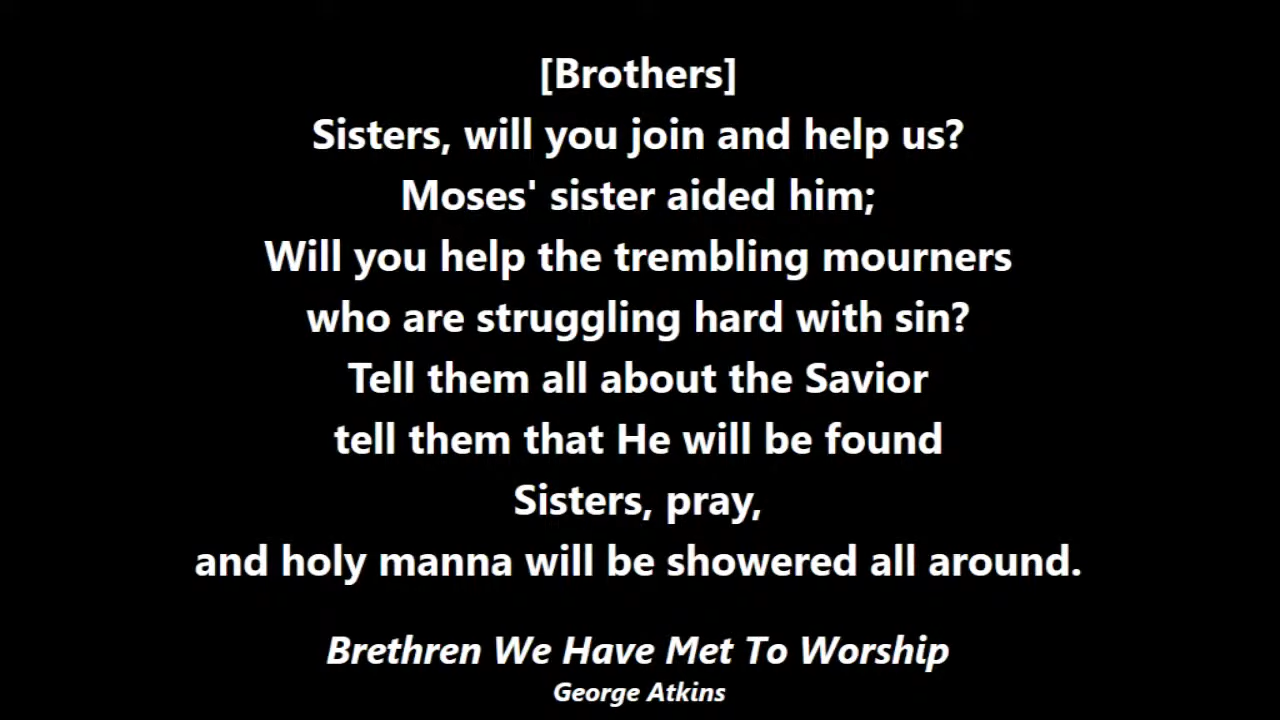 [Brothers]
Sisters, will you join and help us?
Moses' sister aided him;
Will you help the trembling mourners
who are struggling hard with sin?
Tell them all about the Savior
tell them that He will be found
Sisters, pray,
and holy manna will be showered all around.
Brethren We Have Met To Worship
George Atkins